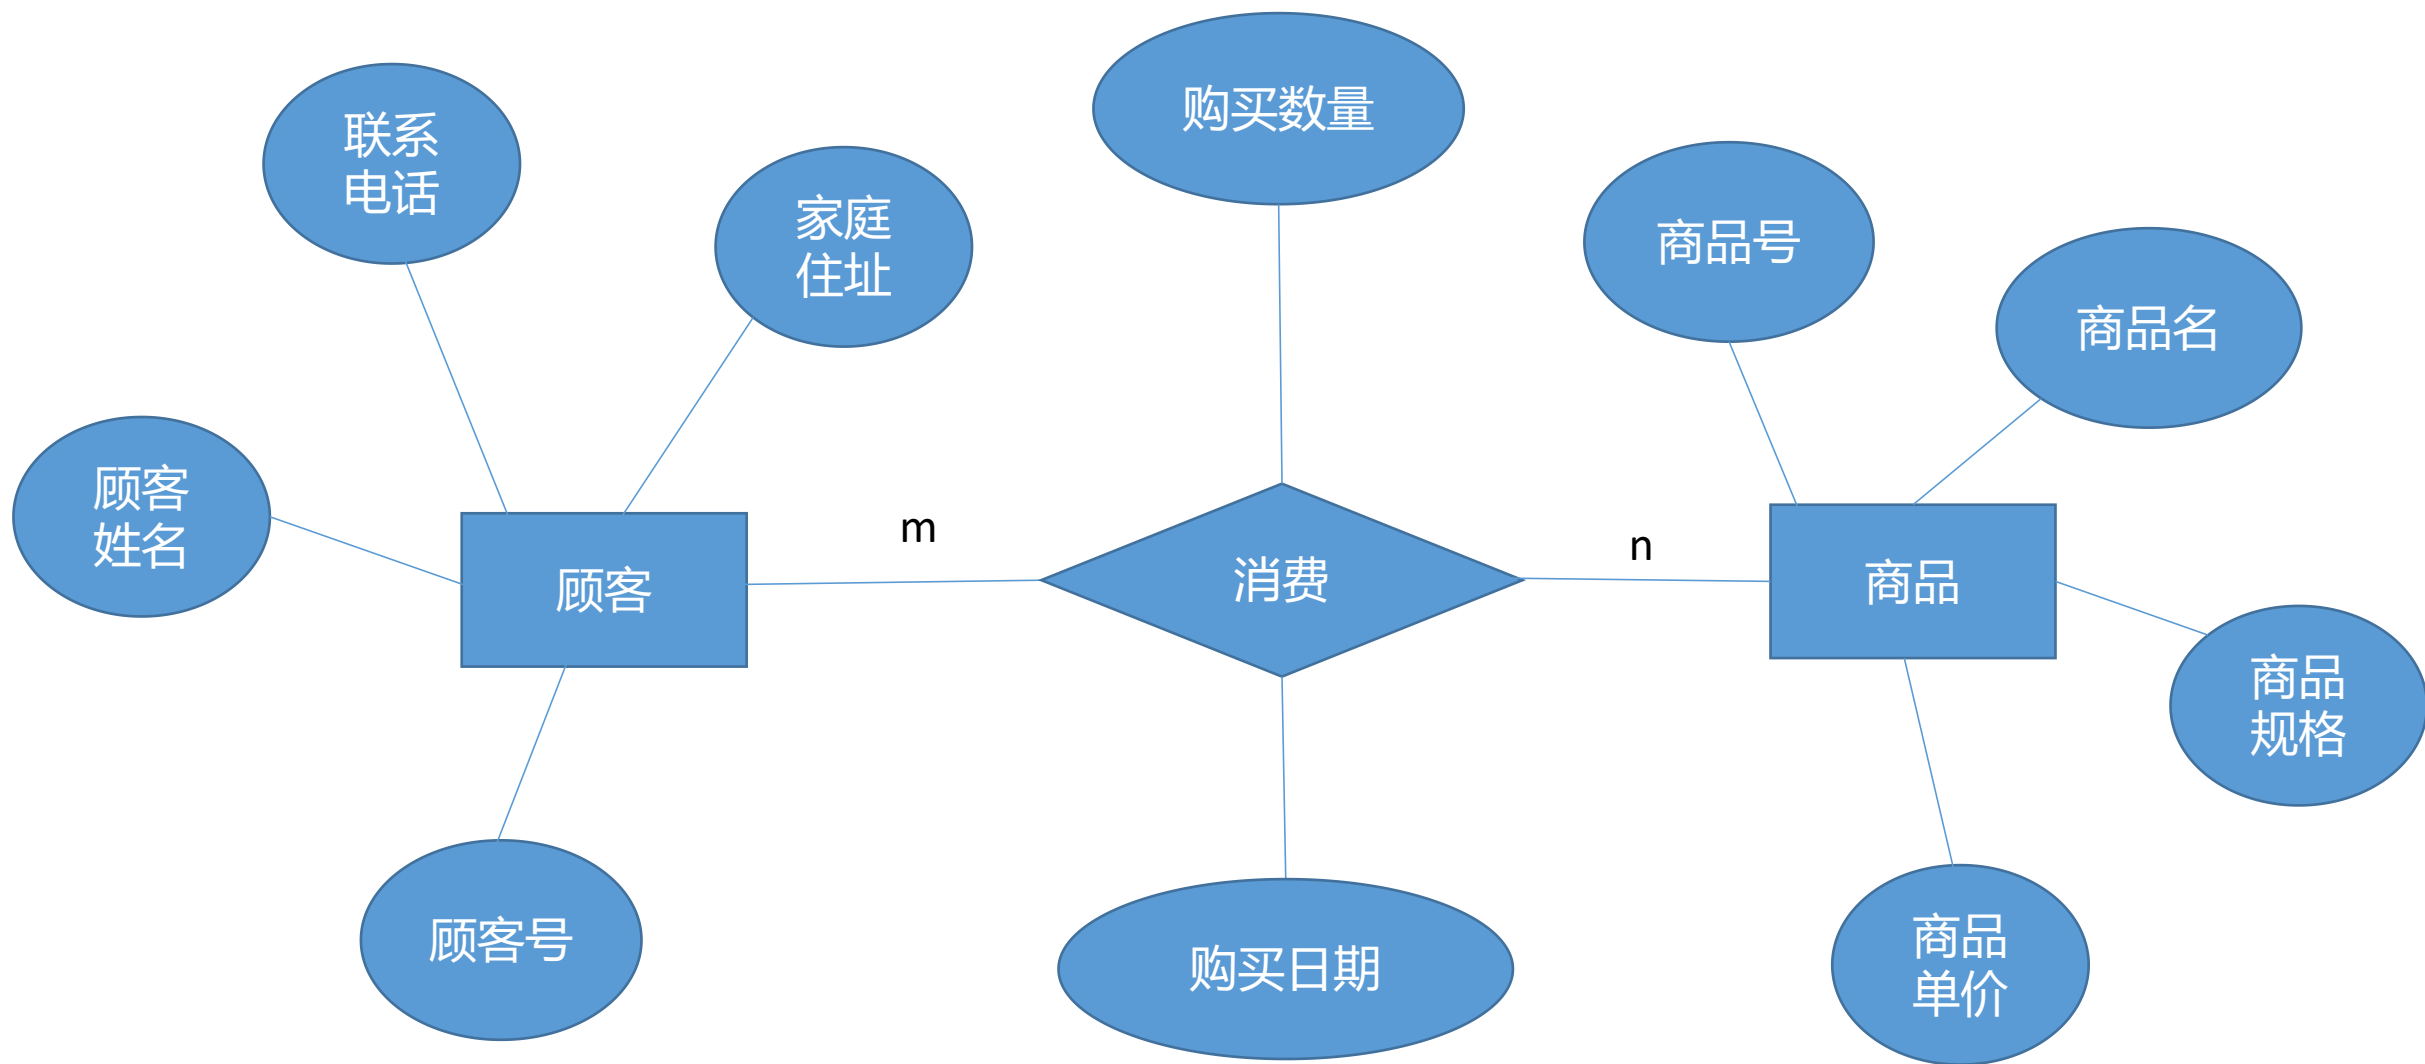 购买数量
联系
电话
家庭
住址
商品号
商品名
顾客
姓名
m
n
顾客
消费
商品
商品
规格
顾客号
购买日期
商品
单价